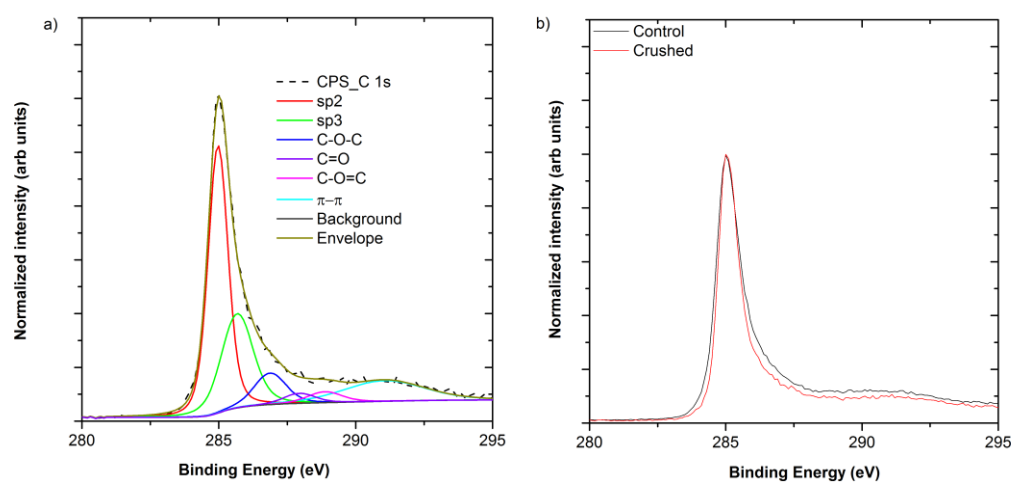 a)
Normalized intensity (arb units)
CPS_C 1s
sp2
sp3
C-O-C
C=O
C-O=C
π−π
Background
Envelope
280 285 290 295
Binding Energy (eV)
b)
Normalized intensity (arb units)
Control
Crushed
280 285 290 295
Binding Energy (eV)